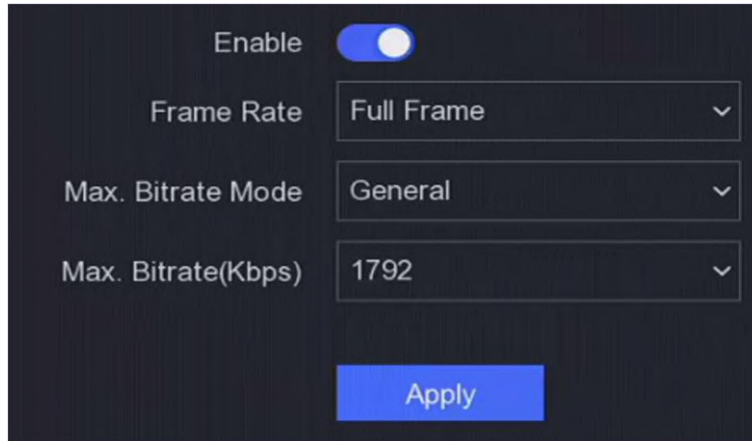 Enable
Frame Rate Full Frame
Max. Bitrate Mode General
Max. Bitrate(Kbps) 1792
Apply